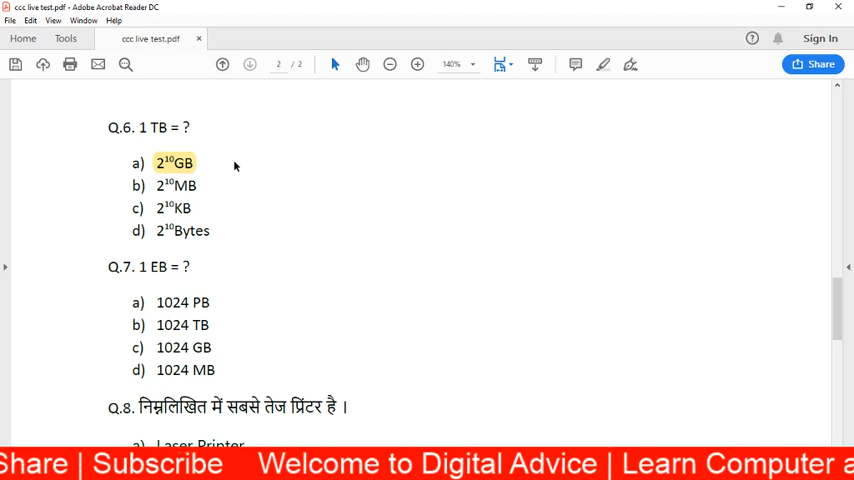 ccc live test.pdf - Adobe Acrobat Reader DC
File Edit View Window Help
Home Tools ccc live test.pdf × Sign In
2 / 2 140% Share
Q.6. 1 TB = ?
a) 2¹⁰GB
b) 2¹⁰MB
c) 2¹⁰KB
d) 2¹⁰Bytes
Q.7. 1 EB = ?
a) 1024 PB
b) 1024 TB
c) 1024 GB
d) 1024 MB
Q.8. निम्नलिखित में सबसे तेज प्रिंटर है ।
a) Laser Printer
Share | Subscribe Welcome to Digital Advice | Learn Computer a